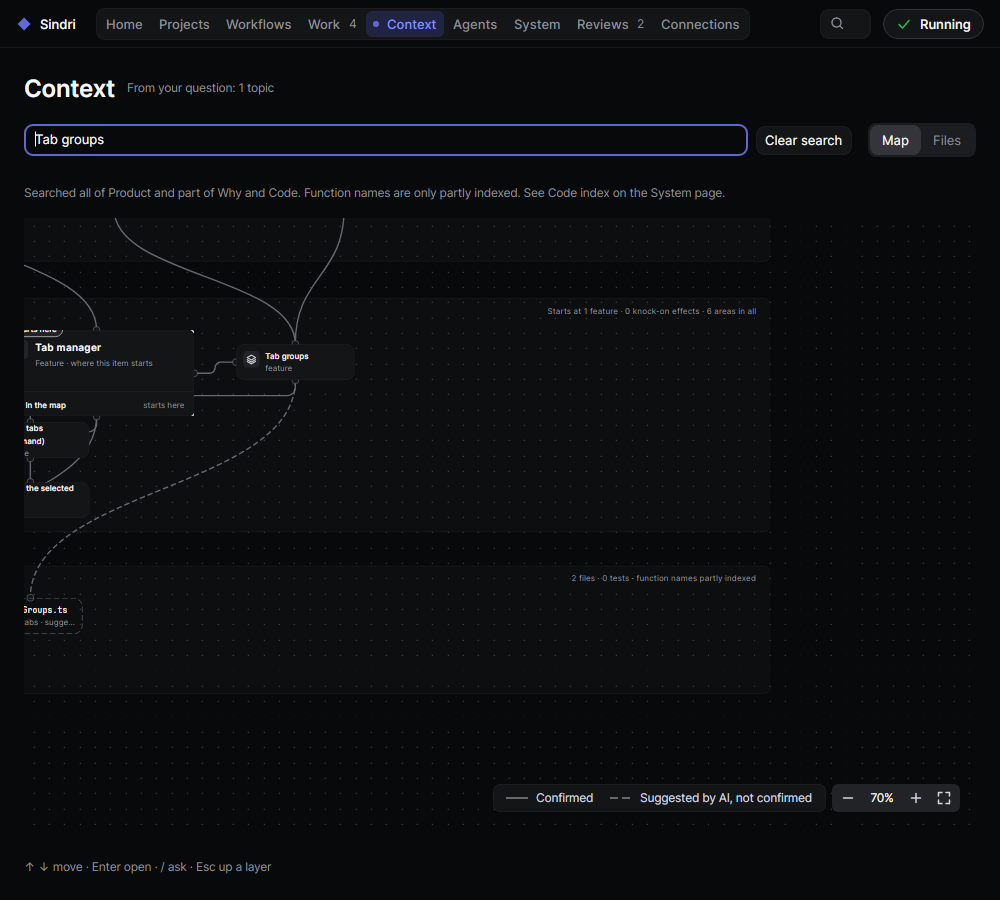 Sindri
Home Projects Workflows Work 4 Context Agents System Reviews 2 Connections
Running
Context From your question: 1 topic
Tab groups
Clear search
Map Files
Searched all of Product and part of Why and Code. Function names are only partly indexed. See Code index on the System page.
Starts at 1 feature · 0 knock-on effects · 6 areas in all
Tab manager
Feature · where this item starts
In the map starts here
Tab groups
feature
tabs
the selected
2 files · 0 tests · function names partly indexed
Groups.ts
abs · sugge...
Confirmed Suggested by AI, not confirmed
70%
↑ ↓ move · Enter open · / ask · Esc up a layer